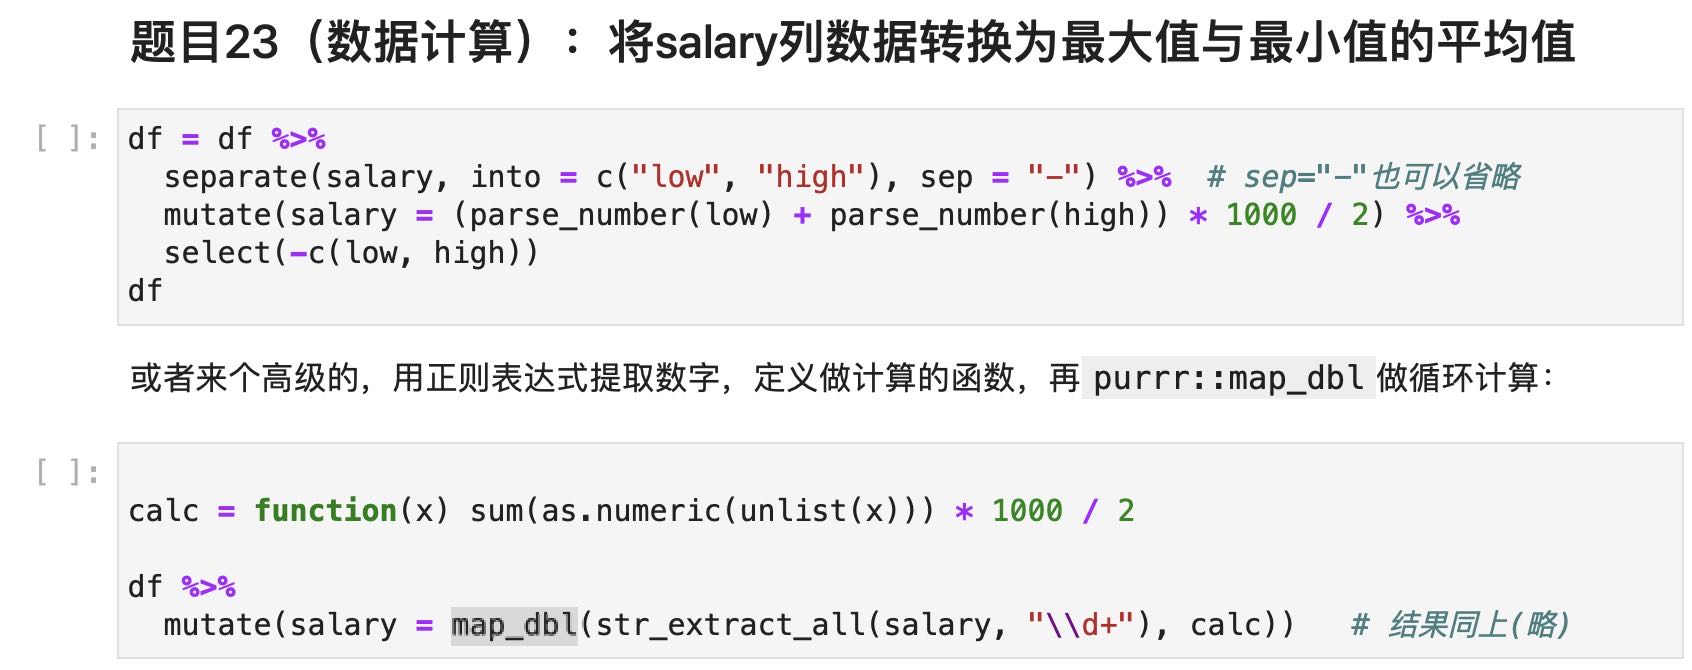 题目23（数据计算）：将salary列数据转换为最大值与最小值的平均值
[ ]:
df = df %>%
  separate(salary, into = c("low", "high"), sep = "-") %>%  # sep="-"也可以省略
  mutate(salary = (parse_number(low) + parse_number(high)) * 1000 / 2) %>%
  select(-c(low, high))
df
或者来个高级的，用正则表达式提取数字，定义做计算的函数，再 purrr::map_dbl 做循环计算：
[ ]:
calc = function(x) sum(as.numeric(unlist(x))) * 1000 / 2
df %>%
  mutate(salary = map_dbl(str_extract_all(salary, "\\d+"), calc))   # 结果同上(略)